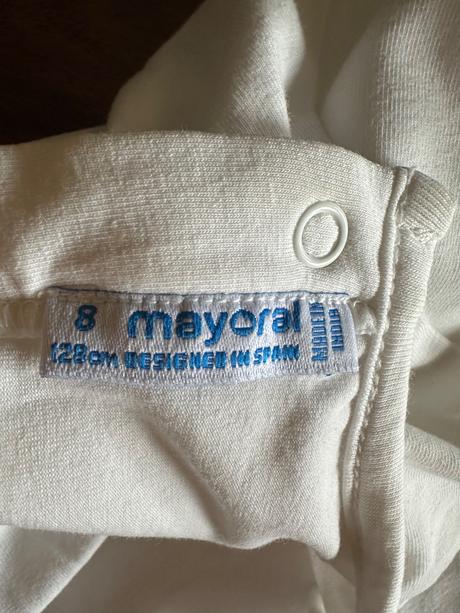 8 mayoral
128cm DESIGNED IN SPAIN
MADE IN
INDIA